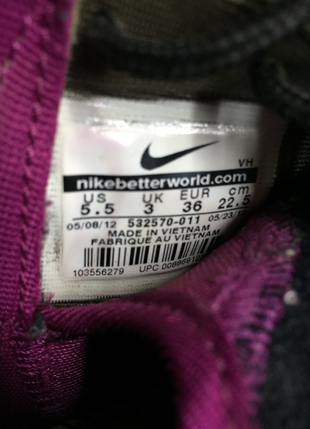 VH
nikebetterworld.com
US UK EUR cm
5.5 3 36 22.5
05/08/12 532570-011 05/23/12
MADE IN VIETNAM
FABRIQUE AU VIETNAM
103556279 UPC